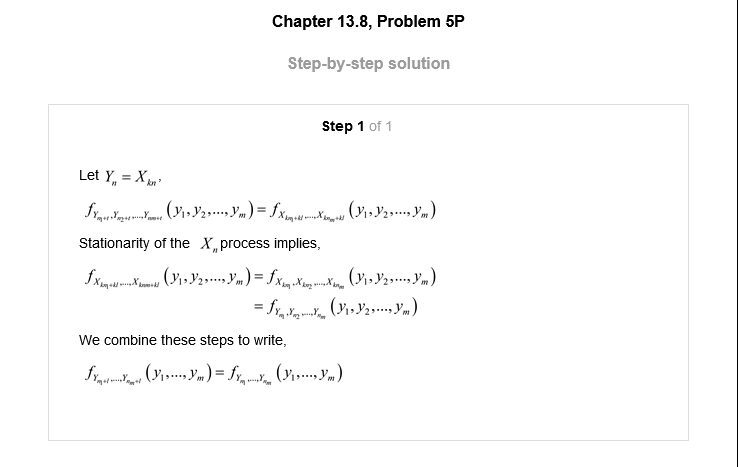 Chapter 13.8, Problem 5P
Step-by-step solution
Step 1 of 1
Let Y_n = X_{kn},
f_{Y_{n_1+l},Y_{n_2+l},...,Y_{nm+l}} (y_1, y_2,..., y_m) = f_{X_{kn_1+kl},...,X_{kn_m+kl}} (y_1, y_2,..., y_m)
Stationarity of the X_n process implies,
f_{X_{kn_1+kl},...,X_{knm+kl}} (y_1, y_2,..., y_m) = f_{X_{kn_1},X_{kn_2},...,X_{kn_m}} (y_1, y_2,..., y_m)
= f_{Y_{n_1},Y_{n_2},...,Y_{n_m}} (y_1, y_2,..., y_m)
We combine these steps to write,
f_{Y_{n_1+l},...,Y_{n_m+l}} (y_1,..., y_m) = f_{Y_{n_1},...,Y_{n_m}} (y_1,..., y_m)